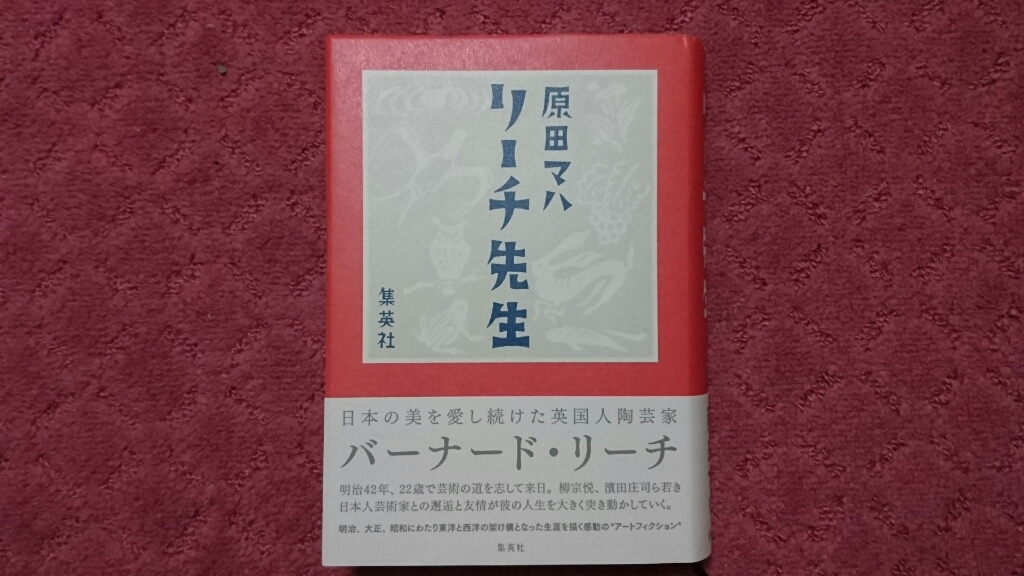 原田マハ
リーチ先生
集英社
日本の美を愛し続けた英国人陶芸家
バーナード・リーチ
明治42年、22歳で芸術の道を志して来日。柳宗悦、濱田庄司ら若き
日本人芸術家との邂逅と友情が彼の人生を大きく突き動かしていく。
明治、大正、昭和にわたり東洋と西洋の架け橋となった生涯を描く感動の"アートフィクション"
集英社